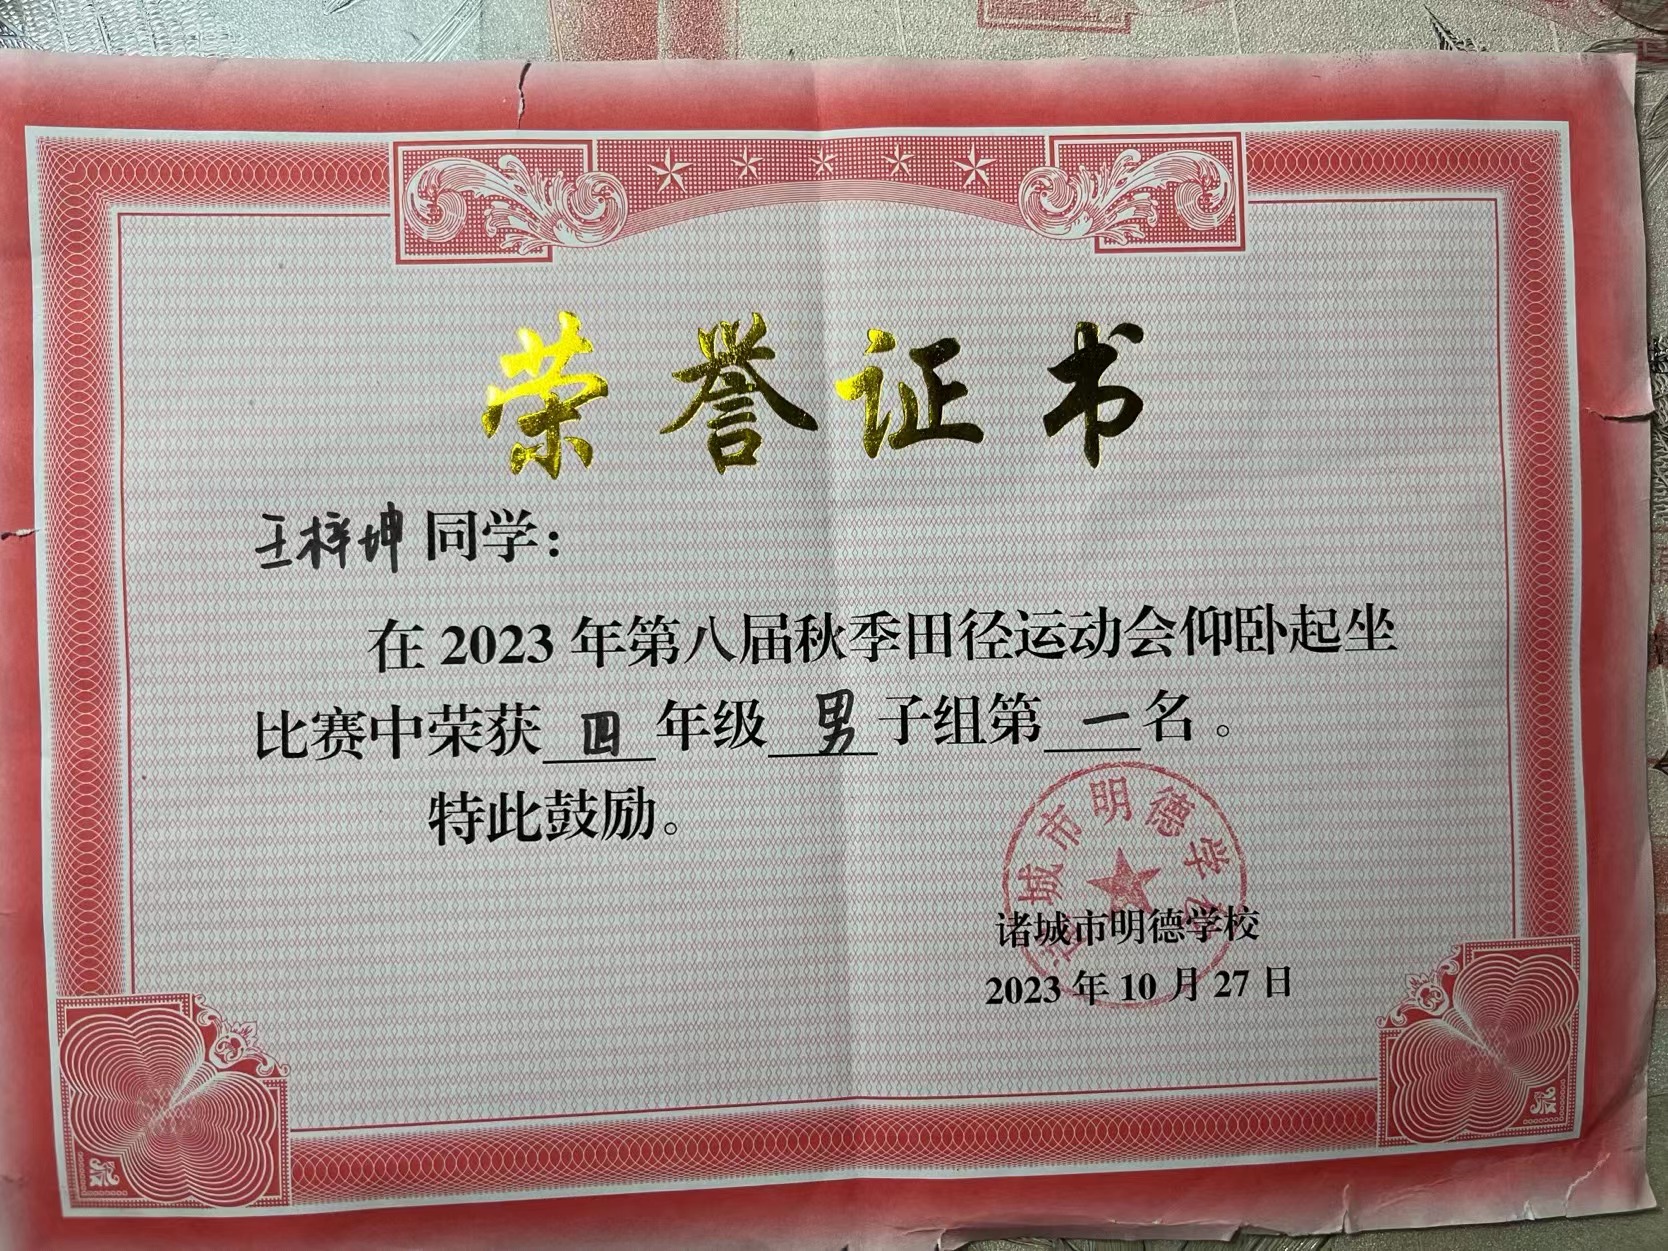 荣誉证书
王梓坤同学：
在2023年第八届秋季田径运动会仰卧起坐
比赛中荣获 四 年级 男 子组第 一 名。
特此鼓励。
诸城市明德学校
诸城市明德学校
2023年10月27日